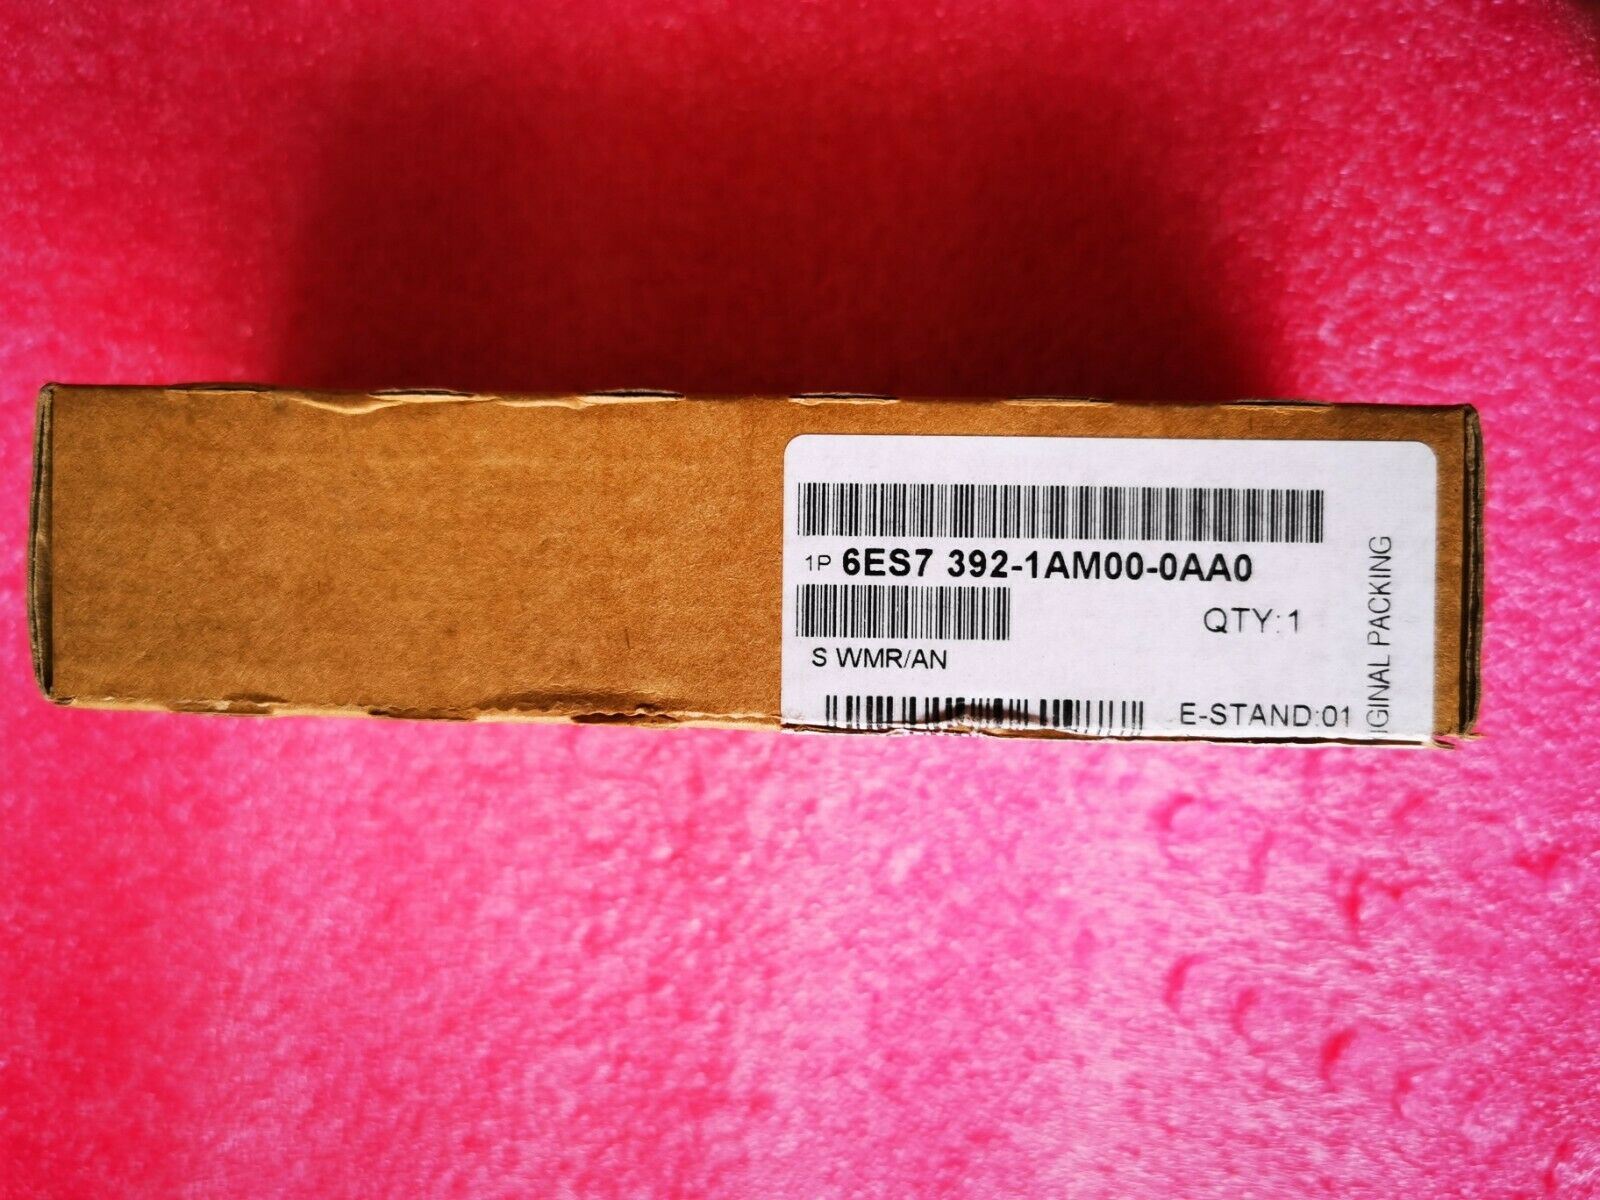 1P 6ES7 392-1AM00-0AA0
QTY:1
S WMR/AN
E-STAND:01
IGINAL PACKING